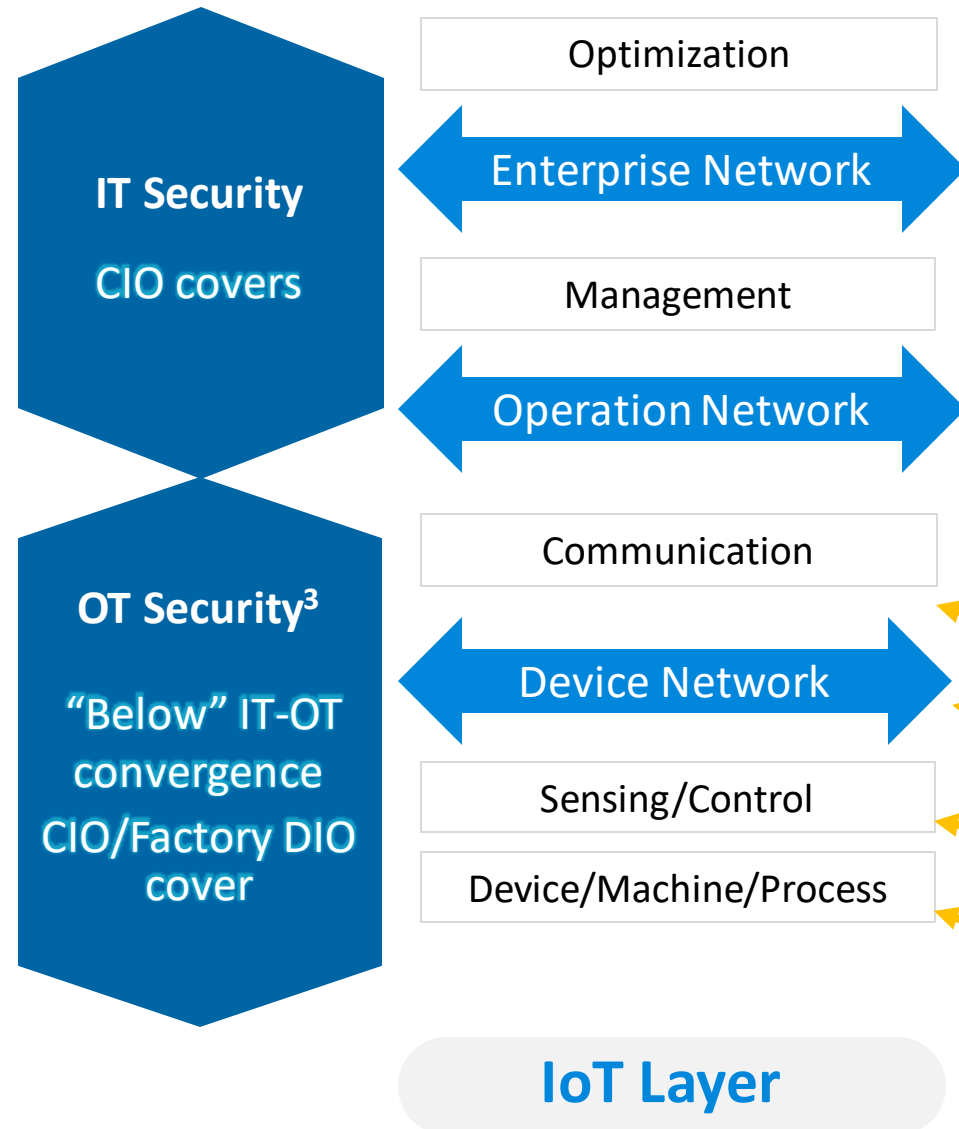 IT Security
CIO covers
OT Security³
“Below” IT-OT
convergence
CIO/Factory DIO
cover
Optimization
Enterprise Network
Management
Operation Network
Communication
Device Network
Sensing/Control
Device/Machine/Process
IoT Layer